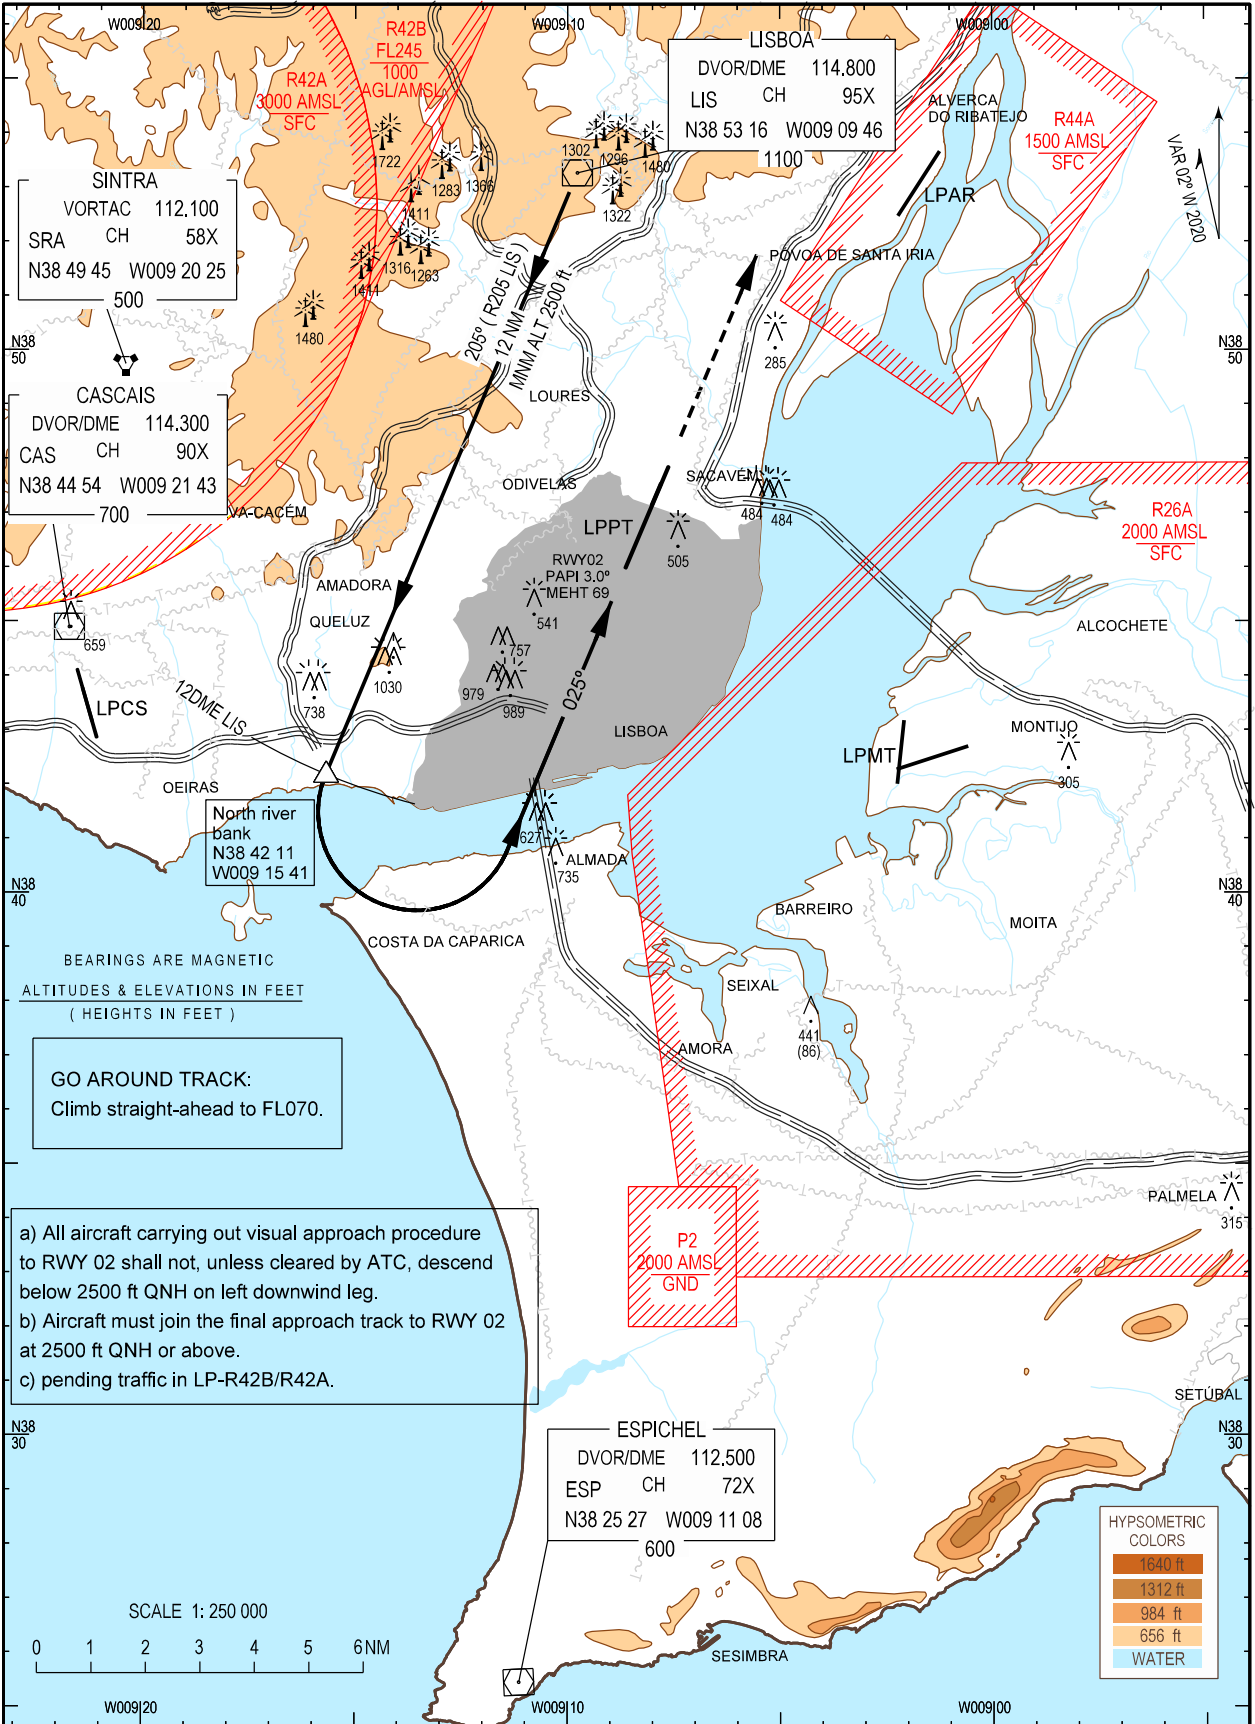 W009 20
W009 10
W009 00
R42B
FL245
1000
AGL/AMSL
R42A
3000 AMSL
SFC
LISBOA
DVOR/DME 114.800
LIS CH 95X
N38 53 16 W009 09 46
1100
ALVERCA
DO RIBATEJO
R44A
1500 AMSL
SFC
VAR 02° W 2020
LPAR
1722
1283
1366
1302
1296
1480
1411
1322
1316
1263
1411
1480
SINTRA
VORTAC 112.100
SRA CH 58X
N38 49 45 W009 20 25
500
PÓVOA DE SANTA IRIA
205° ( R205 LIS)
12 NM
MNM ALT 2500 ft
285
N38
50
N38
50
CASCAIS
DVOR/DME 114.300
CAS CH 90X
N38 44 54 W009 21 43
700
VA-CACÉM
LOURES
ODIVELAS
SACAVÉM
484
484
LPPT
505
RWY02
PAPI 3.0°
MEHT 69
541
R26A
2000 AMSL
SFC
AMADORA
QUELUZ
659
757
979
989
1030
738
ALCOCHETE
LPCS
12DME LIS
025°
LISBOA
MONTIJO
LPMT
305
OEIRAS
North river
bank
N38 42 11
W009 15 41
627
735
ALMADA
N38
40
N38
40
COSTA DA CAPARICA
BARREIRO
MOITA
SEIXAL
441
(86)
AMORA
BEARINGS ARE MAGNETIC
ALTITUDES & ELEVATIONS IN FEET
( HEIGHTS IN FEET )
GO AROUND TRACK:
Climb straight-ahead to FL070.
PALMELA
315
a) All aircraft carrying out visual approach procedure
to RWY 02 shall not, unless cleared by ATC, descend
below 2500 ft QNH on left downwind leg.
b) Aircraft must join the final approach track to RWY 02
at 2500 ft QNH or above.
c) pending traffic in LP-R42B/R42A.
P2
2000 AMSL
GND
SETÚBAL
N38
30
N38
30
ESPICHEL
DVOR/DME 112.500
ESP CH 72X
N38 25 27 W009 11 08
600
HYPSOMETRIC
COLORS
1640 ft
1312 ft
984 ft
656 ft
WATER
SCALE 1: 250 000
0 1 2 3 4 5 6 NM
SESIMBRA
W009 20
W009 10
W009 00